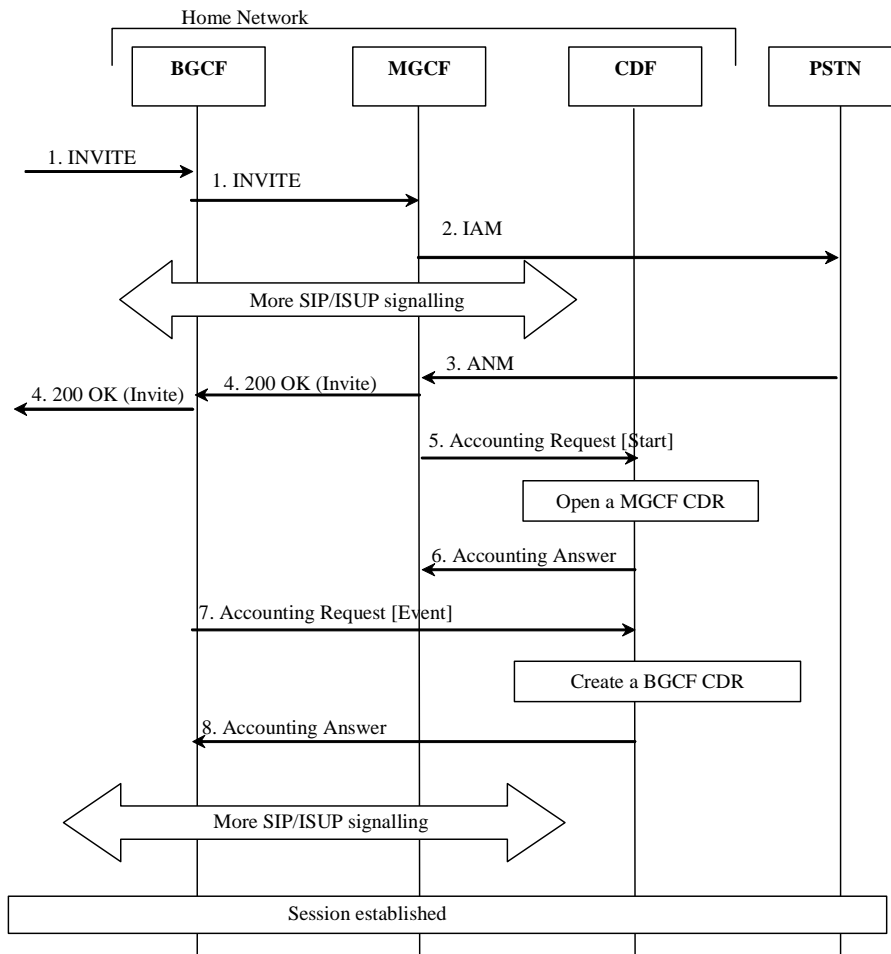 Home Network
BGCF
MGCF
CDF
PSTN
1. INVITE
1. INVITE
2. IAM
More SIP/ISUP signalling
3. ANM
4. 200 OK (Invite)
4. 200 OK (Invite)
5. Accounting Request [Start]
Open a MGCF CDR
6. Accounting Answer
7. Accounting Request [Event]
Create a BGCF CDR
8. Accounting Answer
More SIP/ISUP signalling
Session established